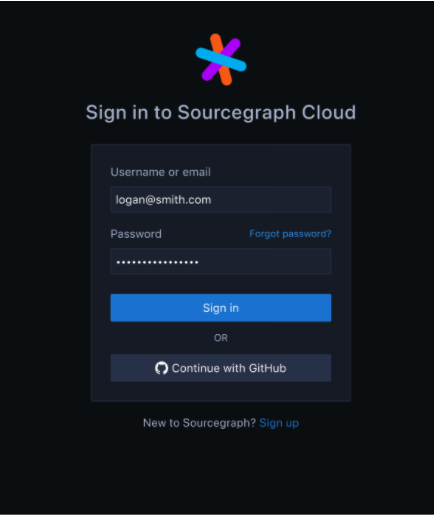 Sign in to Sourcegraph Cloud
Username or email
logan@smith.com
Password Forgot password?
••••••••••••••••
Sign in
OR
Continue with GitHub
New to Sourcegraph? Sign up